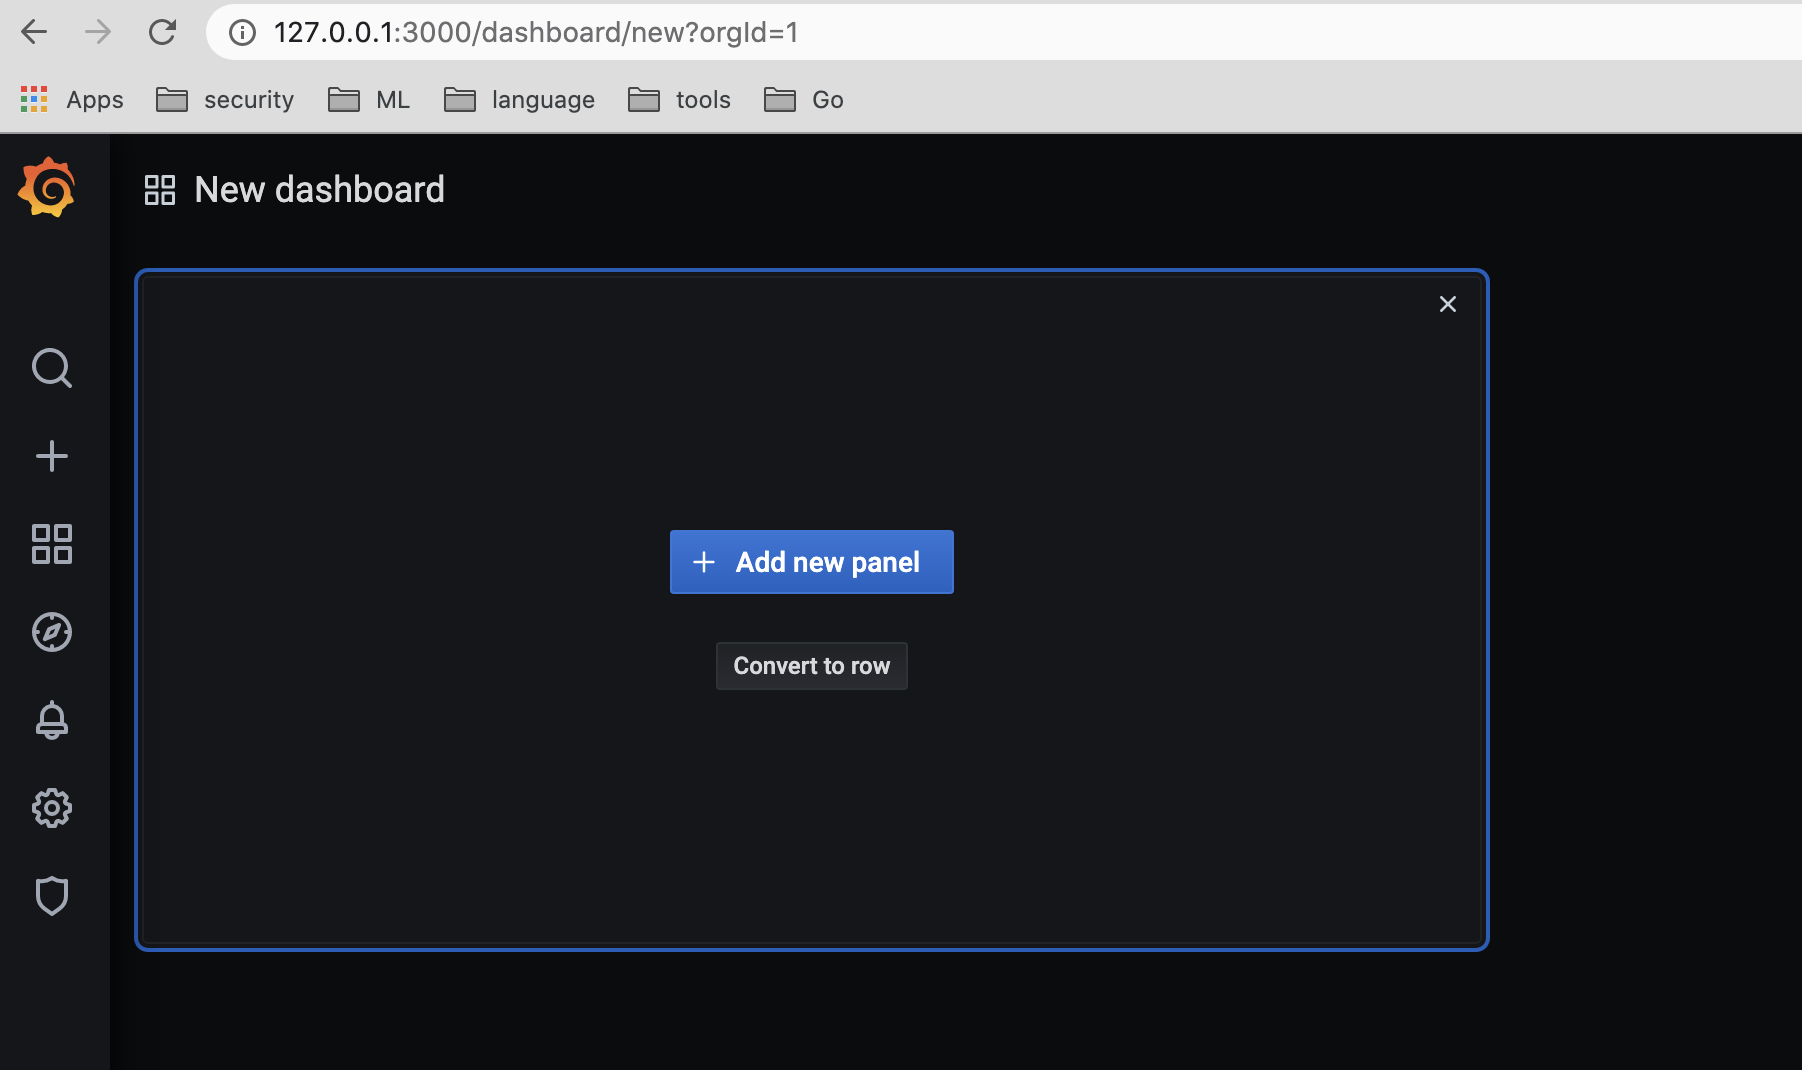 127.0.0.1:3000/dashboard/new?orgId=1
Apps security ML language tools Go
New dashboard
Add new panel
Convert to row